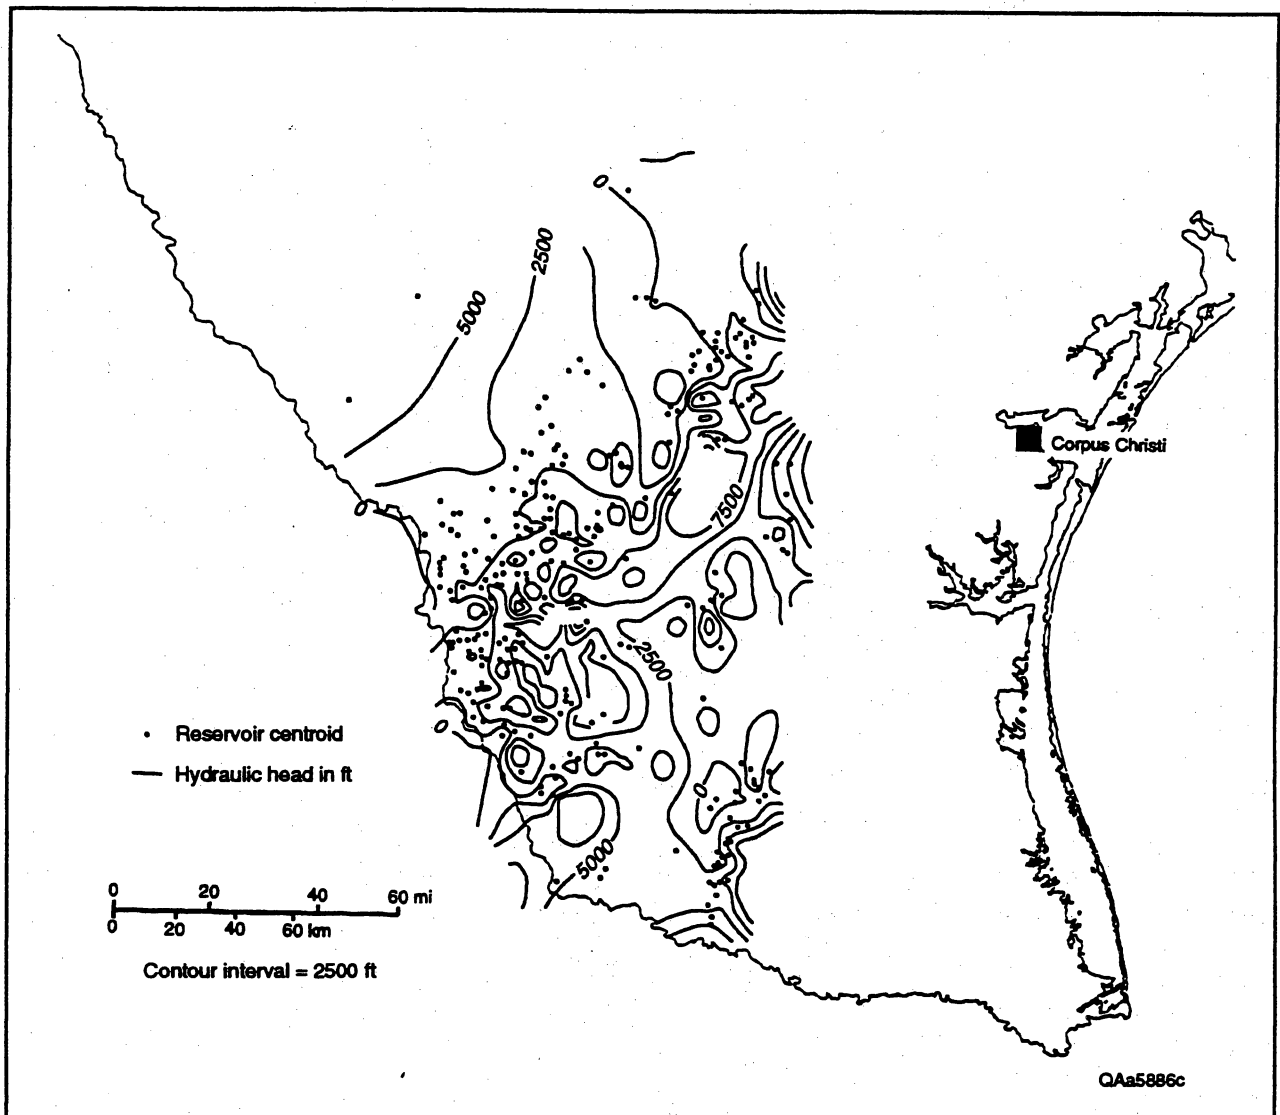 0
2500
5000
Corpus Christi
7500
0
2500
0
• Reservoir centroid
— Hydraulic head in ft
0
5000
0 20 40 60 mi
0 20 40 60 km
Contour interval = 2500 ft
QAa5886c